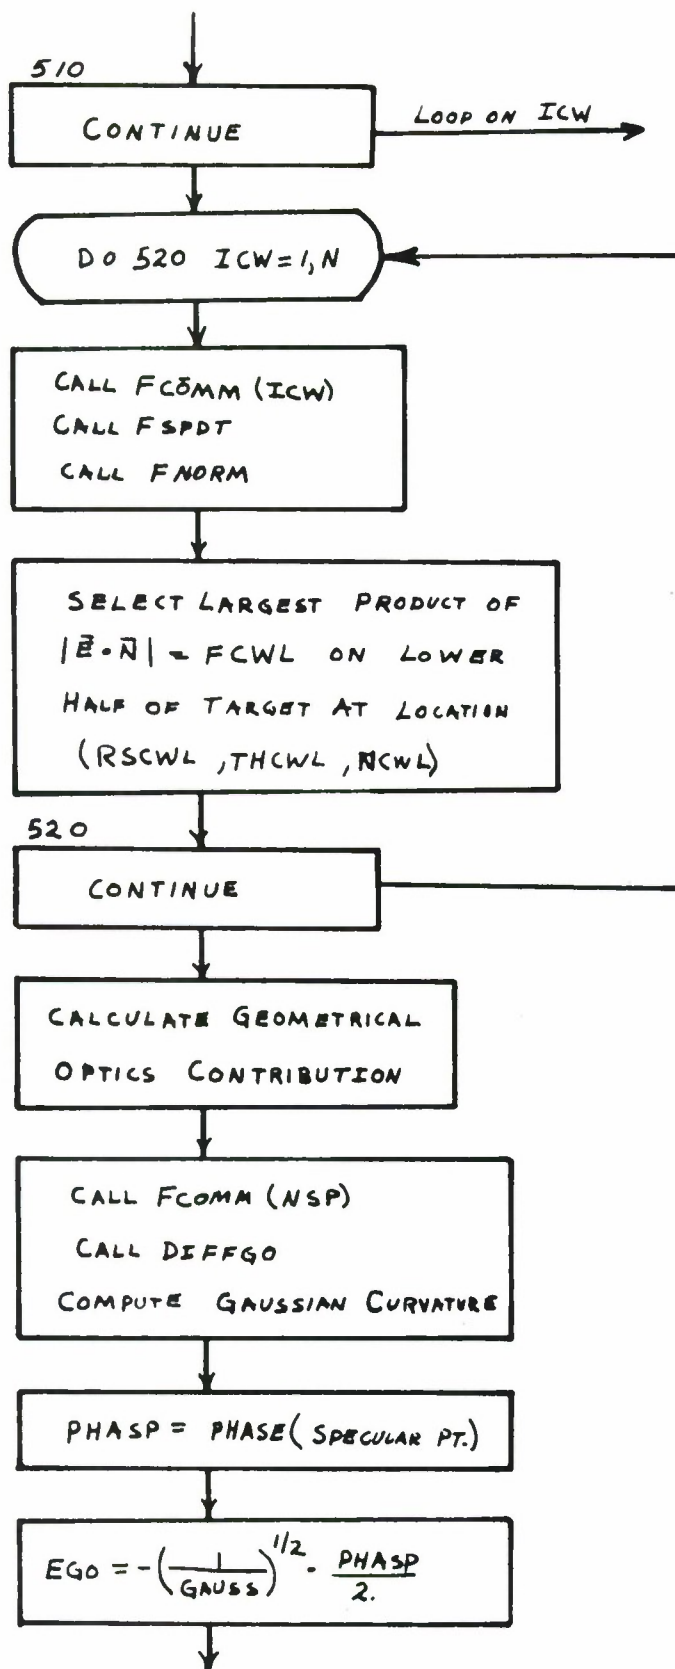 510
CONTINUE
LOOP ON ICW
DO 520 ICW = 1, N
CALL FCOMM (ICW)
CALL FSPDT
CALL FNORM
SELECT LARGEST PRODUCT OF
|E⃗·N⃗| = FCWL ON LOWER
HALF OF TARGET AT LOCATION
(RSCWL, THCWL, NCWL)
520
CONTINUE
CALCULATE GEOMETRICAL
OPTICS CONTRIBUTION
CALL FCOMM (NSP)
CALL DIFFGO
COMPUTE GAUSSIAN CURVATURE
PHASP = PHASE (SPECULAR PT.)
EGO = -(1/GAUSS)^1/2 · PHASP/2.